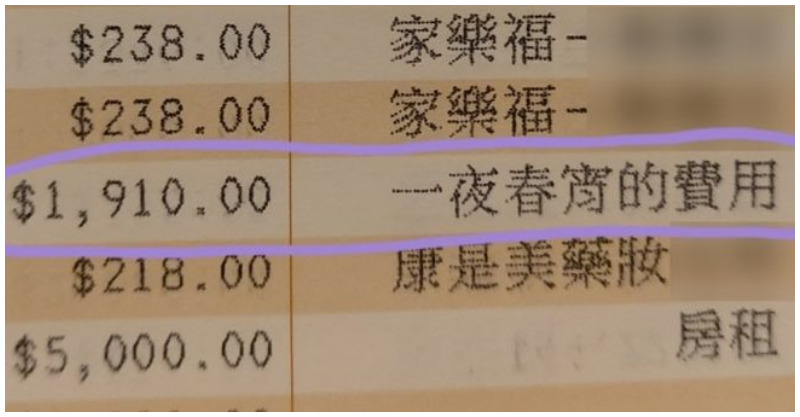 $238.00 家樂福-
$238.00 家樂福-
$1,910.00 一夜春宵的費用
$218.00 康是美藥妝
$5,000.00 房租